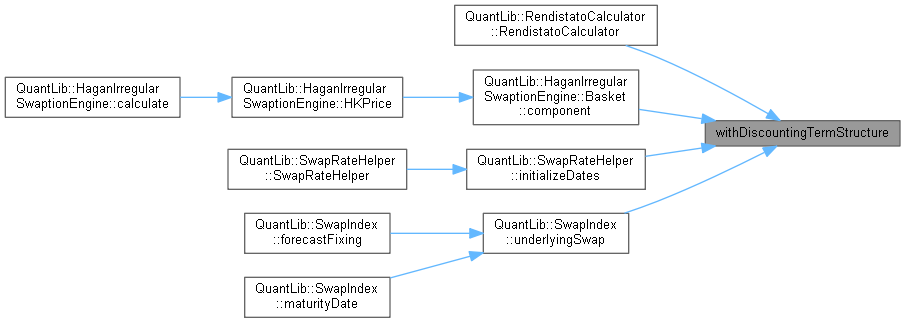 QuantLib::RendistatoCalculator
::RendistatoCalculator
QuantLib::HaganIrregular
SwaptionEngine::calculate
QuantLib::HaganIrregular
SwaptionEngine::HKPrice
QuantLib::HaganIrregular
SwaptionEngine::Basket
::component
withDiscountingTermStructure
QuantLib::SwapRateHelper
::SwapRateHelper
QuantLib::SwapRateHelper
::initializeDates
QuantLib::SwapIndex
::forecastFixing
QuantLib::SwapIndex
::underlyingSwap
QuantLib::SwapIndex
::maturityDate